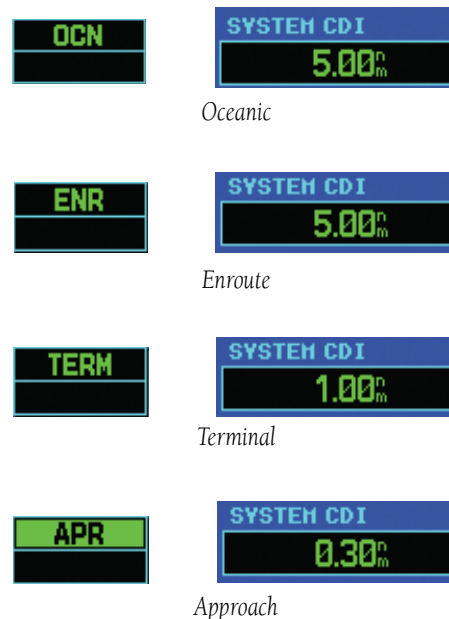 OCN
SYSTEM CDI
5.00nm
Oceanic
ENR
SYSTEM CDI
5.00nm
Enroute
TERM
SYSTEM CDI
1.00nm
Terminal
APR
SYSTEM CDI
0.30nm
Approach